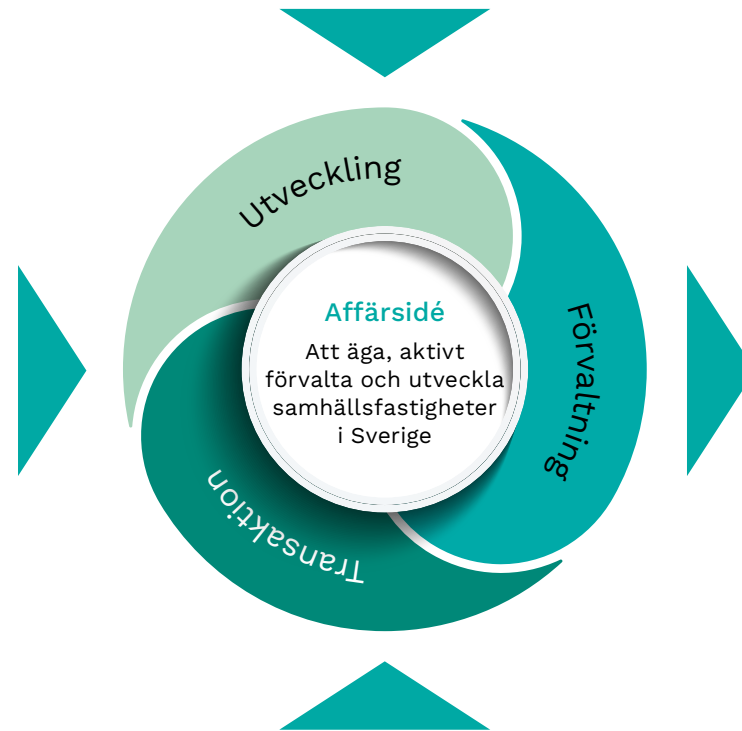 Utveckling
Förvaltning
Affärsidé
Att äga, aktivt
förvalta och utveckla
samhällsfastigheter
i Sverige
Transaktion